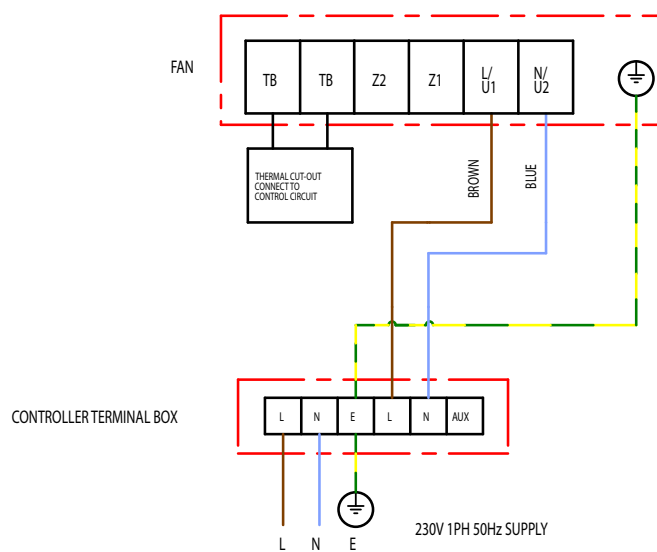 FAN
TB
TB
Z2
Z1
L/
U1
N/
U2
THERMAL CUT-OUT
CONNECT TO
CONTROL CIRCUIT
BROWN
BLUE
CONTROLLER TERMINAL BOX
L
N
E
L
N
AUX
230V 1PH 50Hz SUPPLY
L
N
E